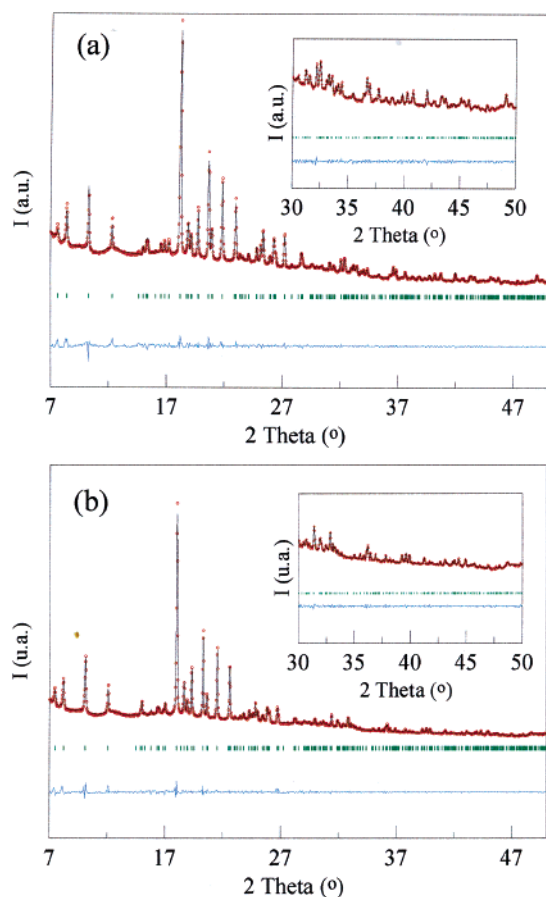 (a)
I (a.u.)
I (a.u.)
30 35 40 45 50
2 Theta (o)
7 17 27 37 47
2 Theta (o)
(b)
I (u.a.)
I (u.a.)
30 35 40 45 50
2 Theta (o)
7 17 27 37 47
2 Theta (o)